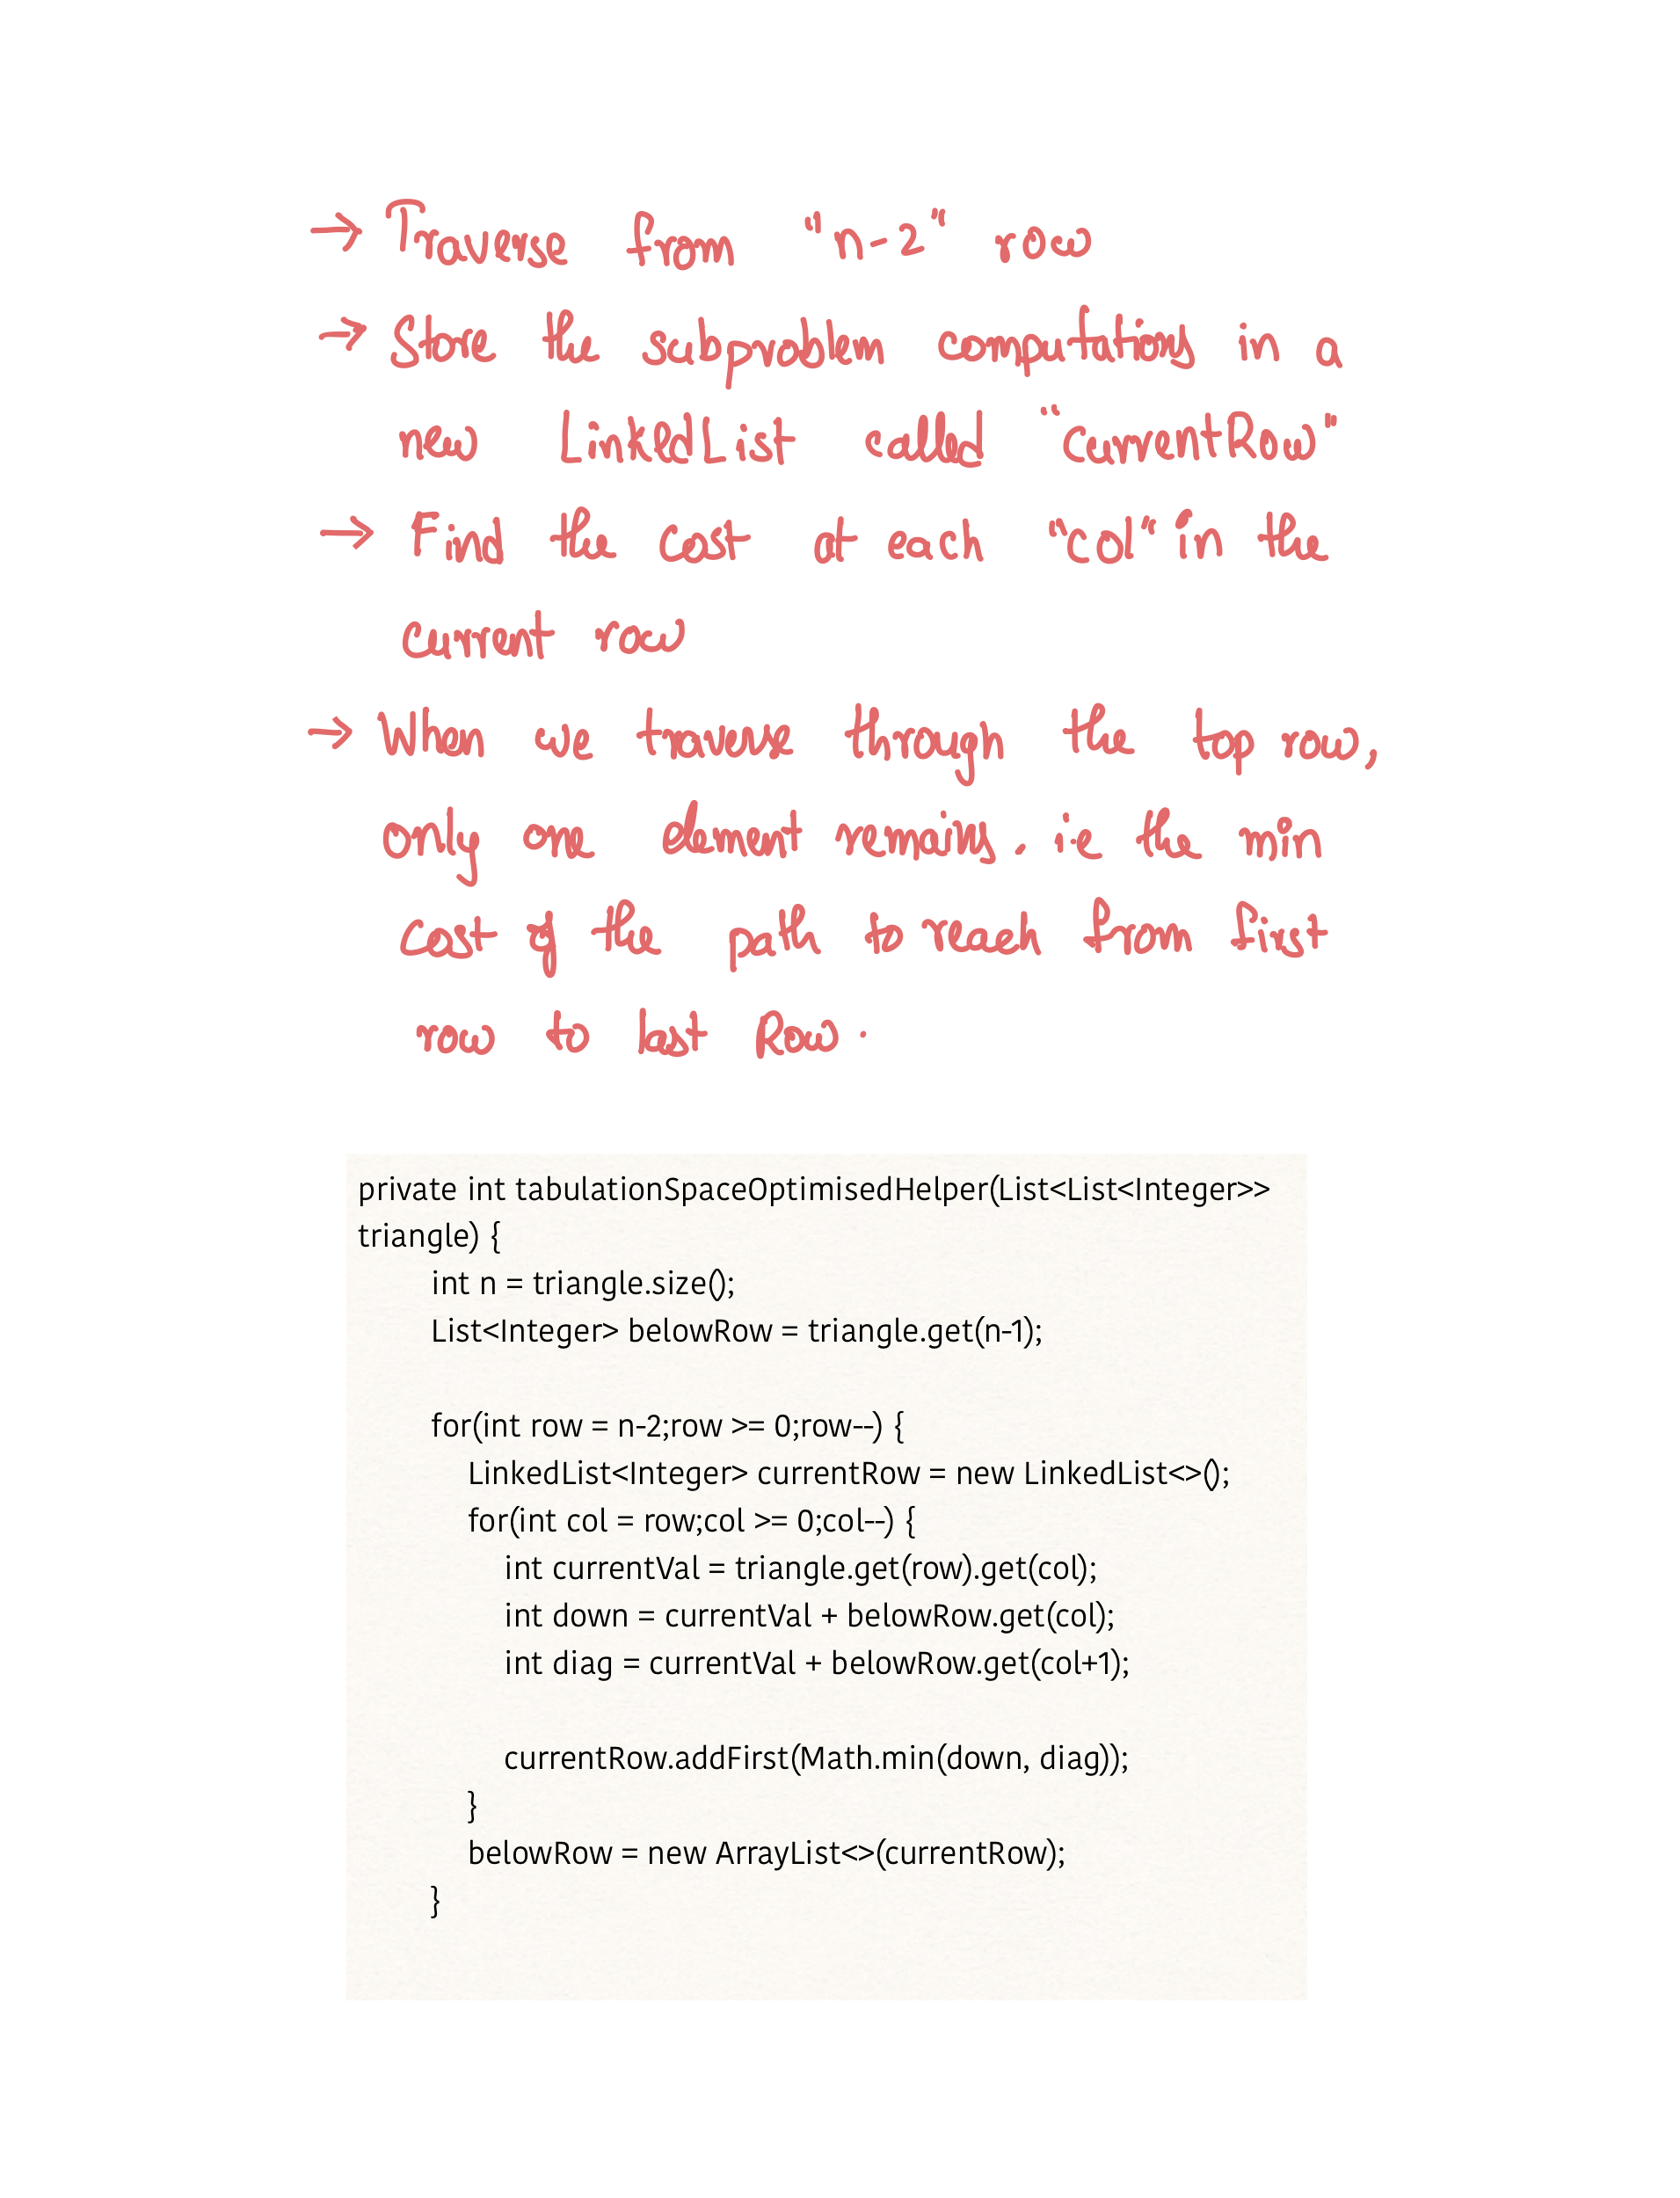 → Traverse from "n-2" row
→ Store the subproblem computations in a
new LinkedList called "currentRow"
→ Find the cost at each "col" in the
current row
→ When we traverse through the top row,
only one element remains. i.e the min
cost of the path to reach from first
row to last Row.
private int tabulationSpaceOptimisedHelper(List<List<Integer>>
triangle) {
int n = triangle.size();
List<Integer> belowRow = triangle.get(n-1);
for(int row = n-2;row >= 0;row--) {
LinkedList<Integer> currentRow = new LinkedList<>();
for(int col = row;col >= 0;col--) {
int currentVal = triangle.get(row).get(col);
int down = currentVal + belowRow.get(col);
int diag = currentVal + belowRow.get(col+1);
currentRow.addFirst(Math.min(down, diag));
}
belowRow = new ArrayList<>(currentRow);
}